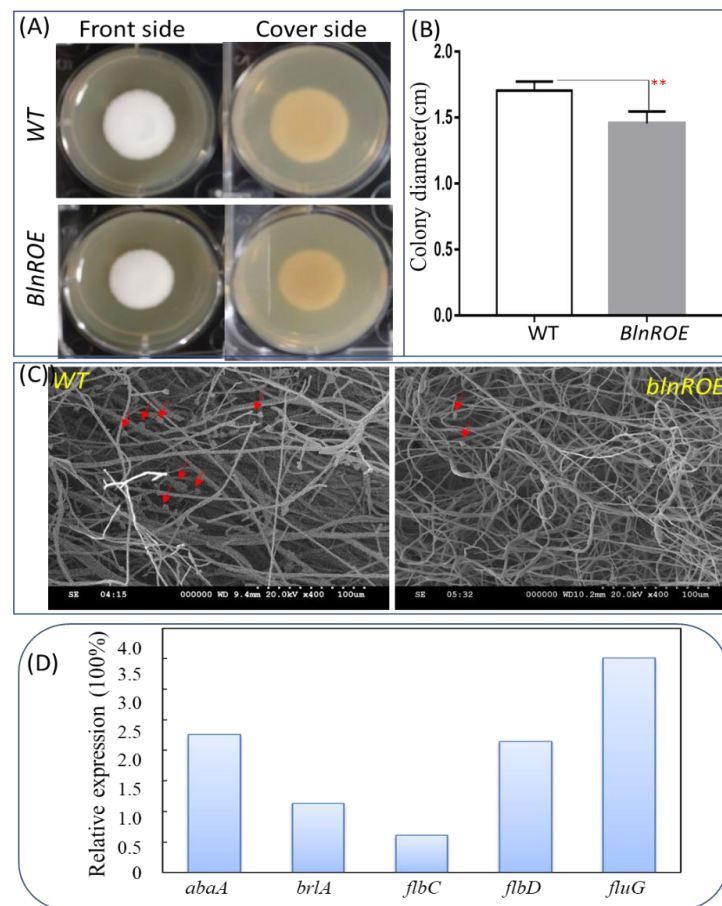 (A)
Front side
Cover side
WT
BlnROE
(B)
Colony diameter(cm)
2.0
1.5
1.0
0.5
0.0
**
WT
BlnROE
(C)
WT
SE 04:15 000000 WD 9.4mm 20.0kV x400 100um
blnROE
SE 05:32 000000 WD10.2mm 20.0kV x400 100um
(D)
Relative expression (100%)
4.0
3.5
3.0
2.5
1.5
1.0
0.5
0
abaA
brlA
flbC
flbD
fluG